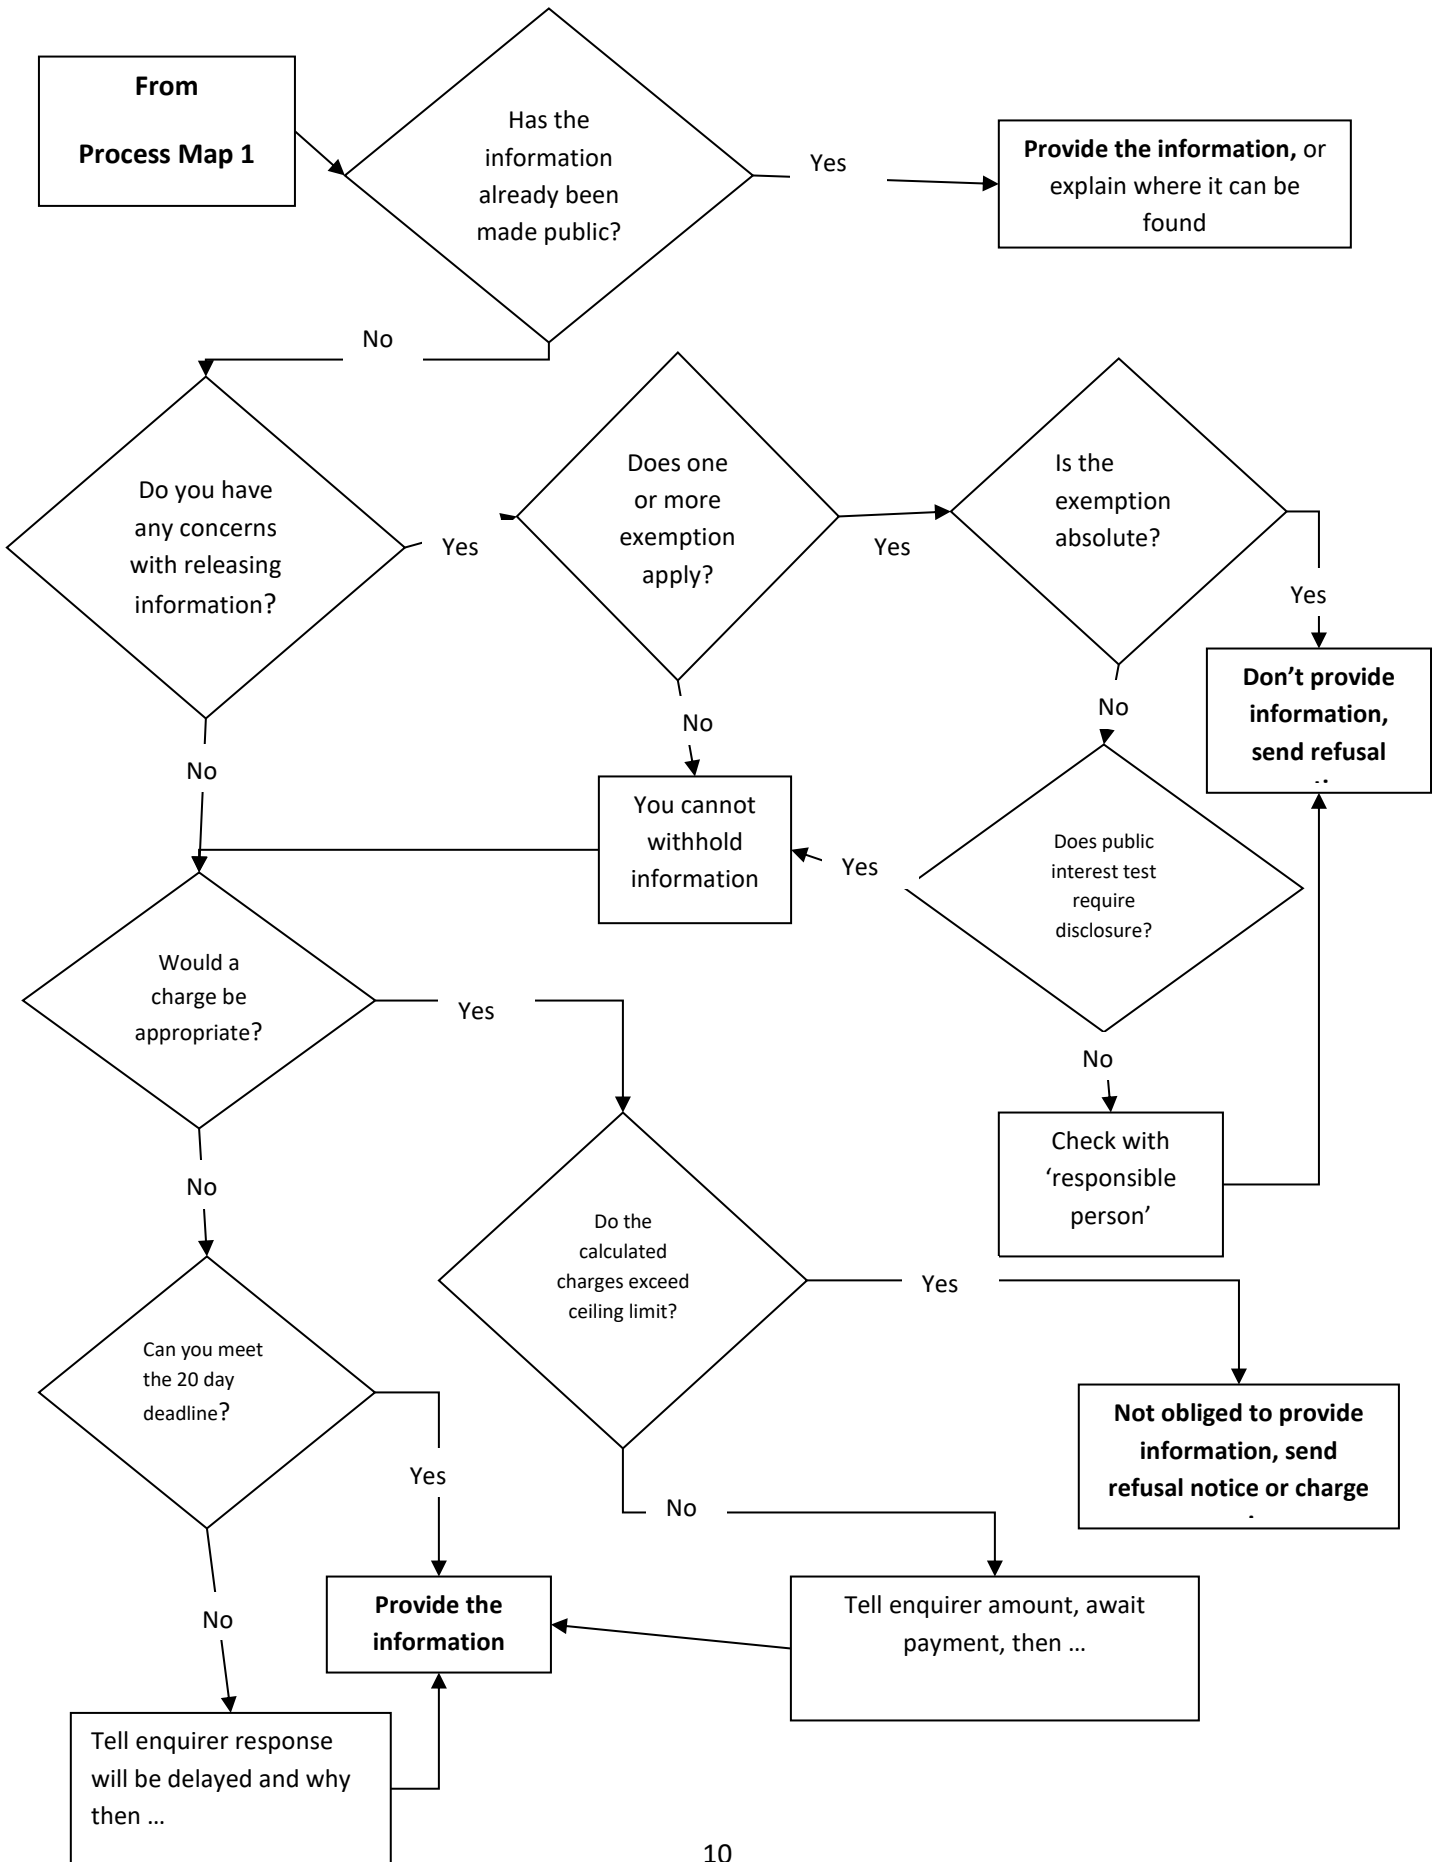 From
Process Map 1
Has the
information
already been
made public?
Yes
Provide the information, or
explain where it can be
found
No
Do you have
any concerns
with releasing
information?
Yes
Does one
or more
exemption
apply?
Yes
Is the
exemption
absolute?
Yes
Don’t provide
information,
send refusal
No
No
No
You cannot
withhold
information
Yes
Does public
interest test
require
disclosure?
Would a
charge be
appropriate?
Yes
No
Check with
‘responsible
person’
No
Do the
calculated
charges exceed
ceiling limit?
Yes
Can you meet
the 20 day
deadline?
Yes
Not obliged to provide
information, send
refusal notice or charge
No
No
Provide the
information
Tell enquirer amount, await
payment, then …
Tell enquirer response
will be delayed and why
then …
10